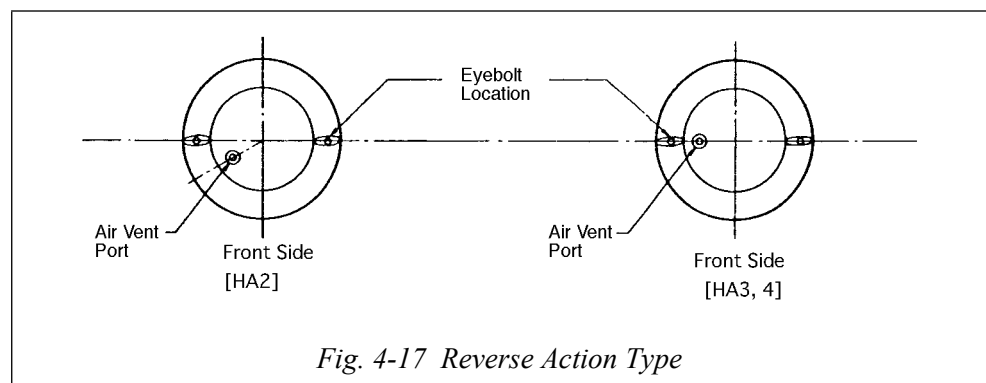 Eyebolt
Location
Air Vent
Port
Front Side
[HA2]
Air Vent
Port
Front Side
[HA3, 4]
Fig. 4-17 Reverse Action Type